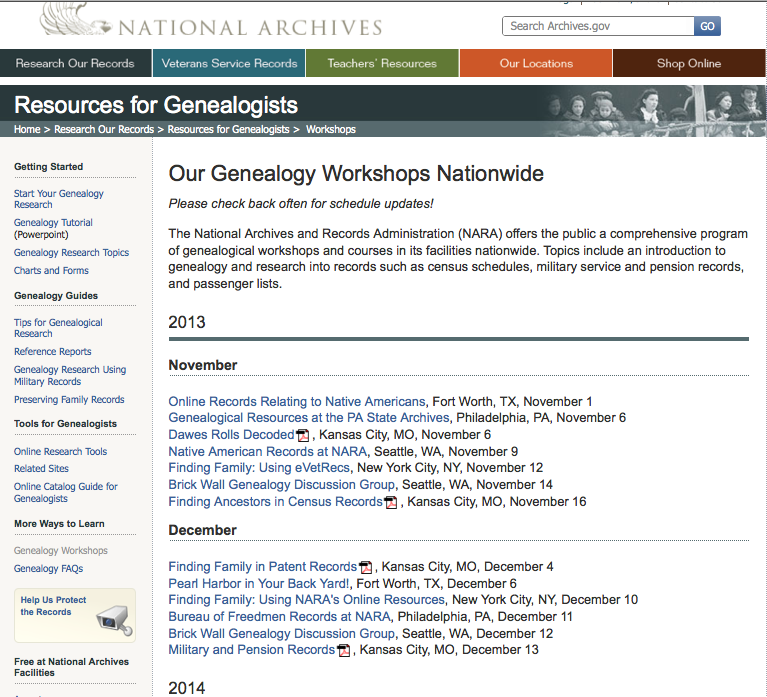 NATIONAL ARCHIVES
Search Archives.gov
GO
Research Our Records
Veterans Service Records
Teachers' Resources
Our Locations
Shop Online
Resources for Genealogists
Home > Research Our Records > Resources for Genealogists > Workshops
Getting Started
Start Your Genealogy
Research
Genealogy Tutorial
(Powerpoint)
Genealogy Research Topics
Charts and Forms
Genealogy Guides
Tips for Genealogical
Research
Reference Reports
Genealogy Research Using
Military Records
Preserving Family Records
Tools for Genealogists
Online Research Tools
Related Sites
Online Catalog Guide for
Genealogists
More Ways to Learn
Genealogy Workshops
Genealogy FAQs
Help Us Protect
the Records
Free at National Archives
Facilities
Our Genealogy Workshops Nationwide
Please check back often for schedule updates!
The National Archives and Records Administration (NARA) offers the public a comprehensive program
of genealogical workshops and courses in its facilities nationwide. Topics include an introduction to
genealogy and research into records such as census schedules, military service and pension records,
and passenger lists.
2013
November
Online Records Relating to Native Americans, Fort Worth, TX, November 1
Genealogical Resources at the PA State Archives, Philadelphia, PA, November 6
Dawes Rolls Decoded , Kansas City, MO, November 6
Native American Records at NARA, Seattle, WA, November 9
Finding Family: Using eVetRecs, New York City, NY, November 12
Brick Wall Genealogy Discussion Group, Seattle, WA, November 14
Finding Ancestors in Census Records , Kansas City, MO, November 16
December
Finding Family in Patent Records , Kansas City, MO, December 4
Pearl Harbor in Your Back Yard!, Fort Worth, TX, December 6
Finding Family: Using NARA's Online Resources, New York City, NY, December 10
Bureau of Freedmen Records at NARA, Philadelphia, PA, December 11
Brick Wall Genealogy Discussion Group, Seattle, WA, December 12
Military and Pension Records , Kansas City, MO, December 13
2014